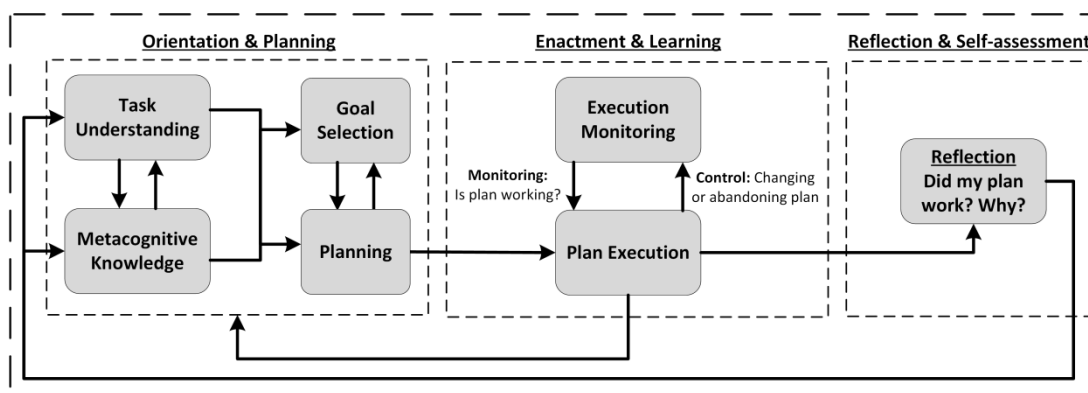 Orientation & Planning
Task
Understanding
Goal
Selection
Metacognitive
Knowledge
Planning
Enactment & Learning
Execution
Monitoring
Monitoring:
Is plan working?
Control: Changing
or abandoning plan
Plan Execution
Reflection & Self-assessment
Reflection
Did my plan
work? Why?